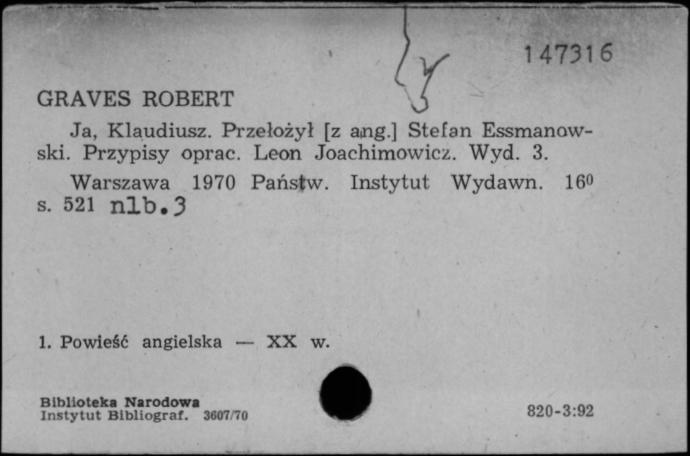 147316
GRAVES ROBERT
Ja, Klaudiusz. Przełożył [z ang.] Stefan Essmanow-
ski. Przypisy oprac. Leon Joachimowicz. Wyd. 3.
Warszawa 1970 Państw. Instytut Wydawn. 16⁰
s. 521 nlb.3
1. Powieść angielska — XX w.
Biblioteka Narodowa
Instytut Bibliograf. 3607/70
820-3:92